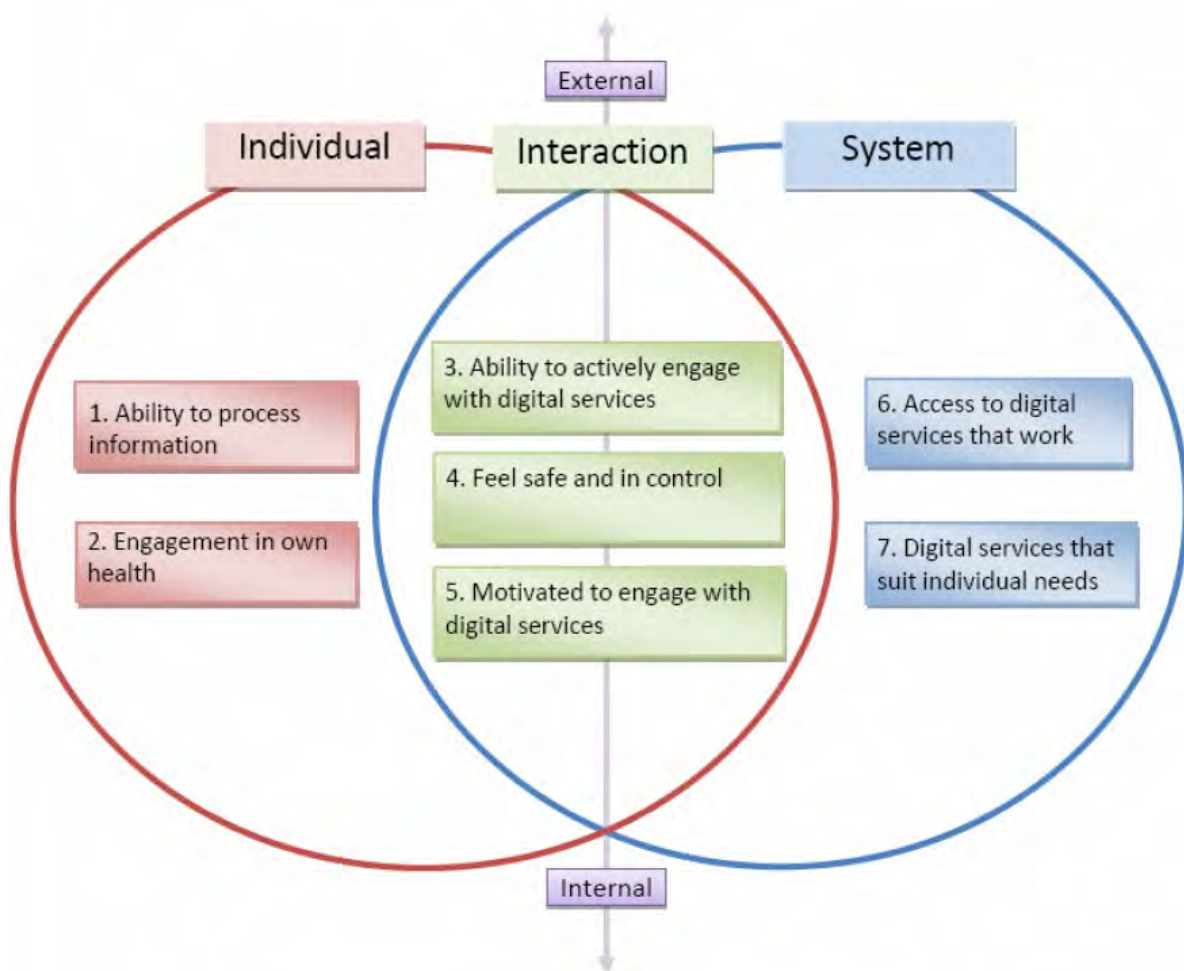 External
Individual
Interaction
System
1. Ability to process
information
2. Engagement in own
health
3. Ability to actively engage
with digital services
4. Feel safe and in control
5. Motivated to engage with
digital services
6. Access to digital
services that work
7. Digital services that
suit individual needs
Internal